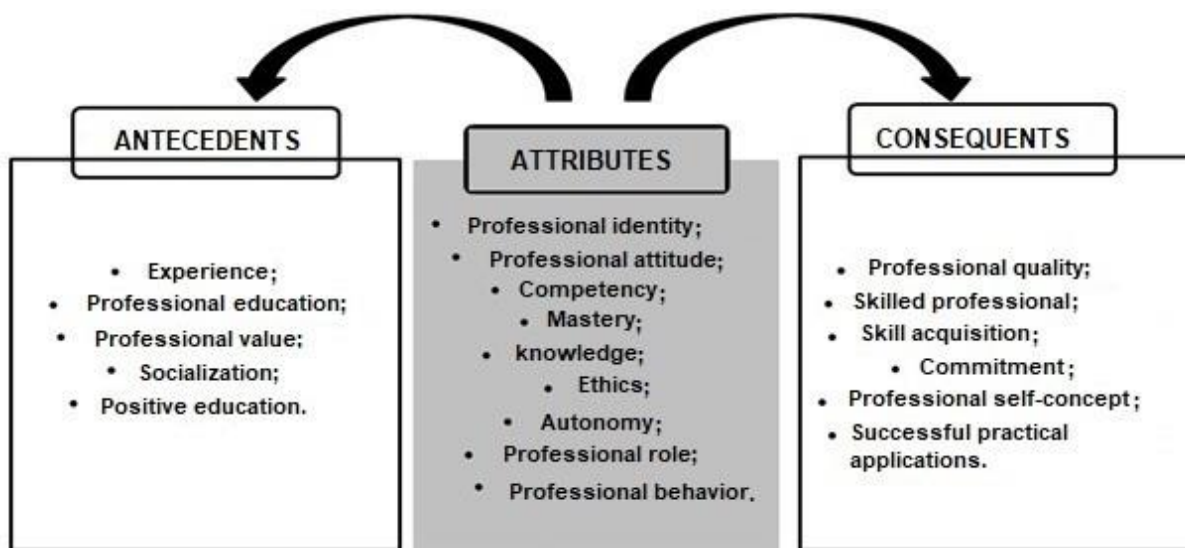 ANTECEDENTS
• Experience;
• Professional education;
• Professional value;
• Socialization;
• Positive education.
ATTRIBUTES
• Professional identity;
• Professional attitude;
• Competency;
• Mastery;
• knowledge;
• Ethics;
• Autonomy;
• Professional role;
• Professional behavior.
CONSEQUENTS
• Professional quality;
• Skilled professional;
• Skill acquisition;
• Commitment;
• Professional self-concept;
• Successful practical
applications.